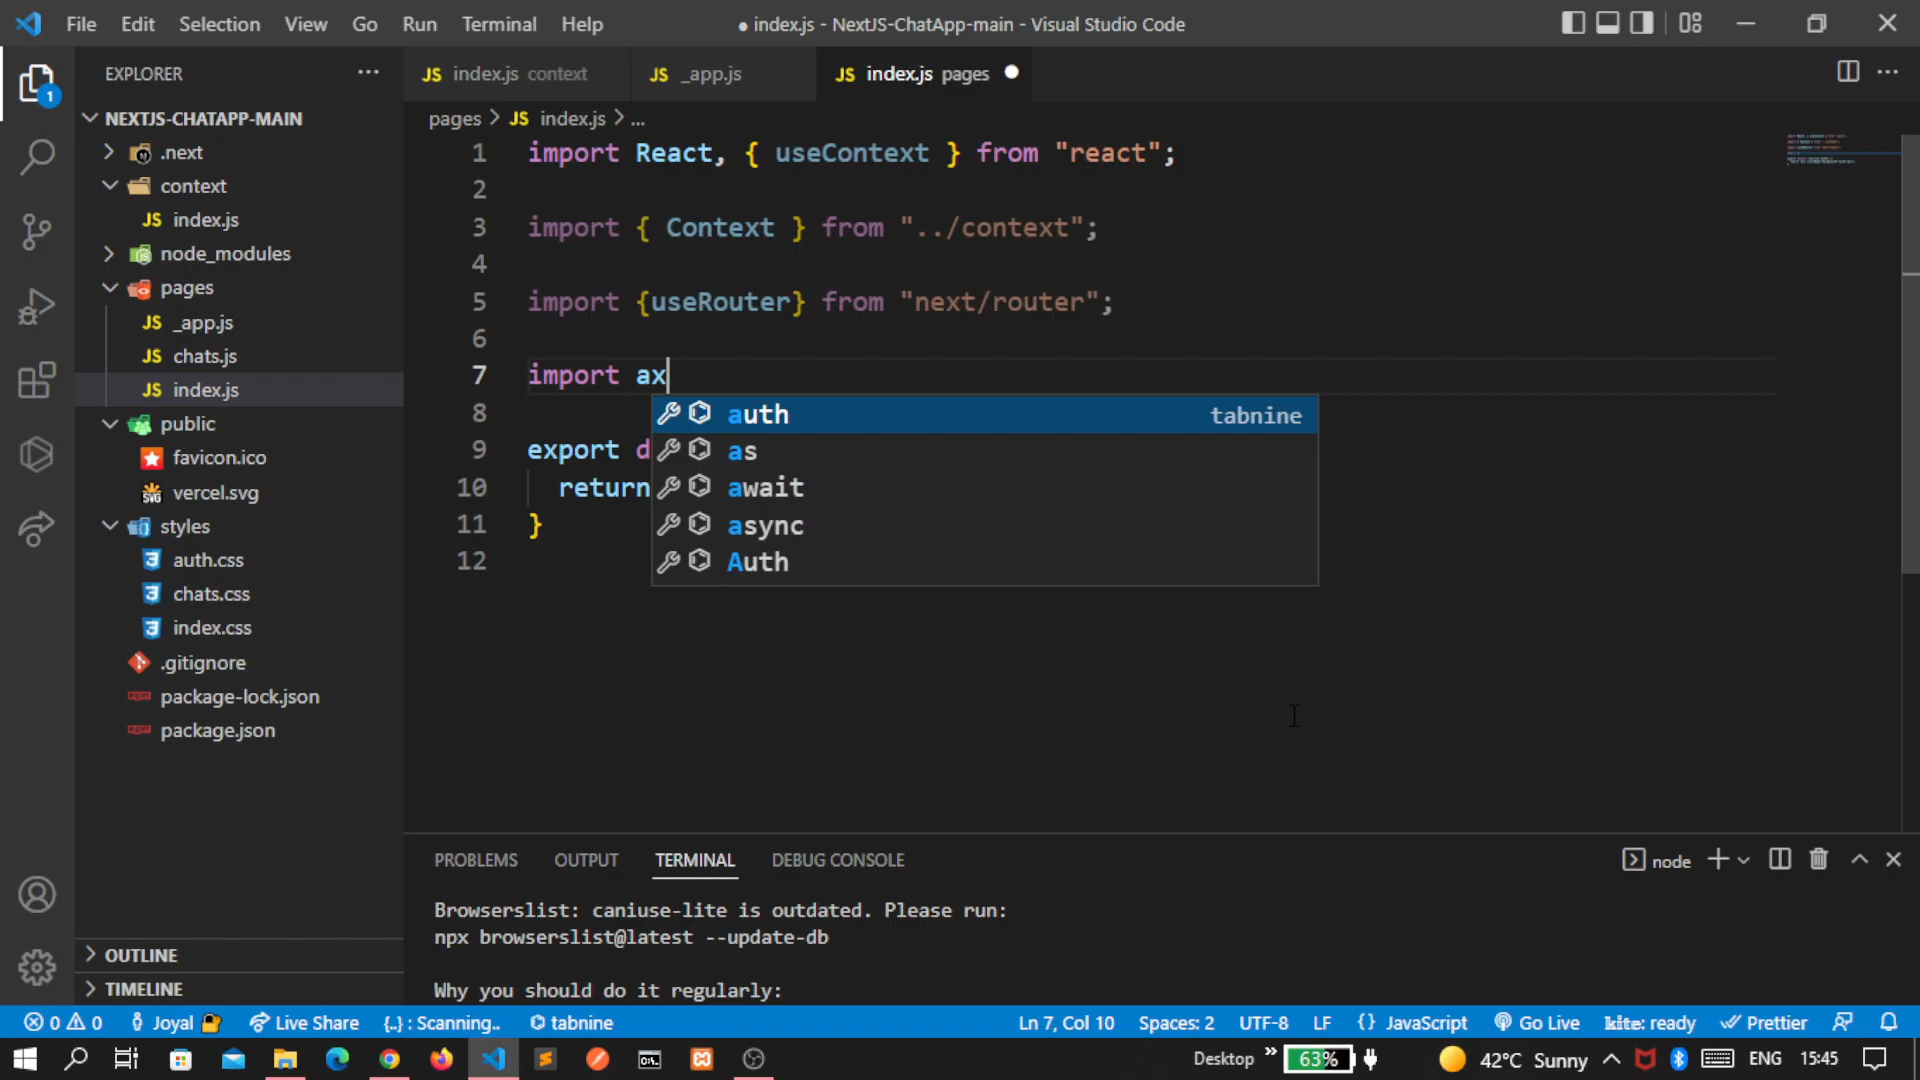 File Edit Selection View Go Run Terminal Help
● index.js - NextJS-ChatApp-main - Visual Studio Code
EXPLORER
NEXTJS-CHATAPP-MAIN
.next
context
JS index.js
node_modules
pages
JS _app.js
JS chats.js
JS index.js
public
favicon.ico
vercel.svg
styles
auth.css
chats.css
index.css
.gitignore
package-lock.json
package.json
OUTLINE
TIMELINE
JS index.js context
JS _app.js
JS index.js pages
pages > JS index.js > ...
1 import React, { useContext } from "react";
2
3 import { Context } from "../context";
4
5 import {useRouter} from "next/router";
6
7 import ax
8
9 export d
10 return
11 }
12
auth tabnine
as
await
async
Auth
PROBLEMS OUTPUT TERMINAL DEBUG CONSOLE
node
Browserslist: caniuse-lite is outdated. Please run:
npx browserslist@latest --update-db
Why you should do it regularly:
0 0 Joyal Live Share {..} : Scanning.. tabnine
Ln 7, Col 10 Spaces: 2 UTF-8 LF {} JavaScript Go Live kite: ready Prettier
Desktop 63% 42°C Sunny ENG 15:45